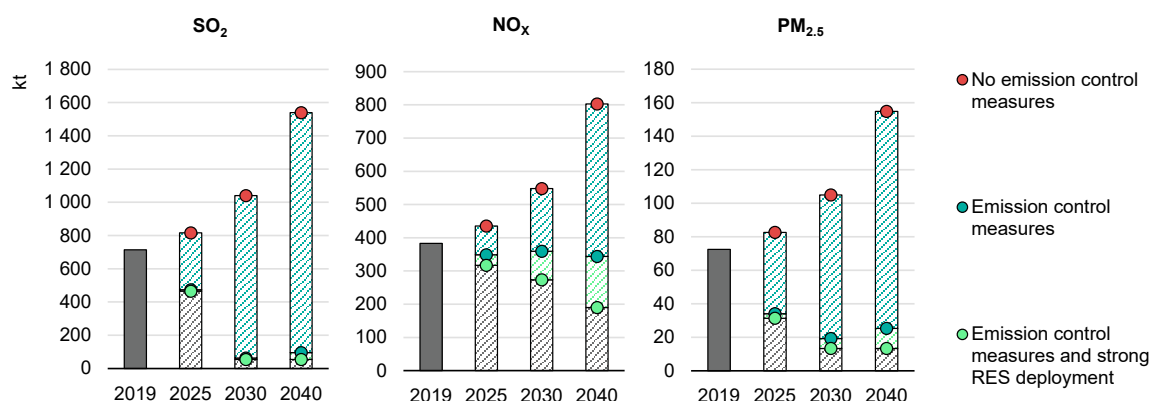 SO₂
NOₓ
PM₂.₅
kt
1 800
1 600
1 400
1 200
1 000
800
600
400
200
0
2019 2025 2030 2040
900
800
700
600
500
400
300
200
100
0
2019 2025 2030 2040
180
160
140
120
100
80
60
40
20
0
2019 2025 2030 2040
No emission control
measures
Emission control
measures
Emission control
measures and strong
RES deployment